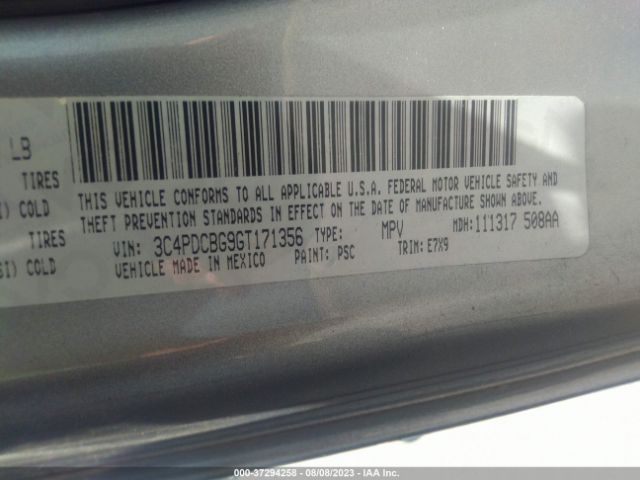 LB
TIRES
I) COLD
TIRES
SI) COLD
THIS VEHICLE CONFORMS TO ALL APPLICABLE U.S.A. FEDERAL MOTOR VEHICLE SAFETY AND
THEFT PREVENTION STANDARDS IN EFFECT ON THE DATE OF MANUFACTURE SHOWN ABOVE.
VIN: 3C4PDCBG9GT171356 TYPE: MPV MDH:111317 508AA
VEHICLE MADE IN MEXICO PAINT: PSC TRIM: E7X9
000-37294258 - 08/08/2023 - IAA Inc.